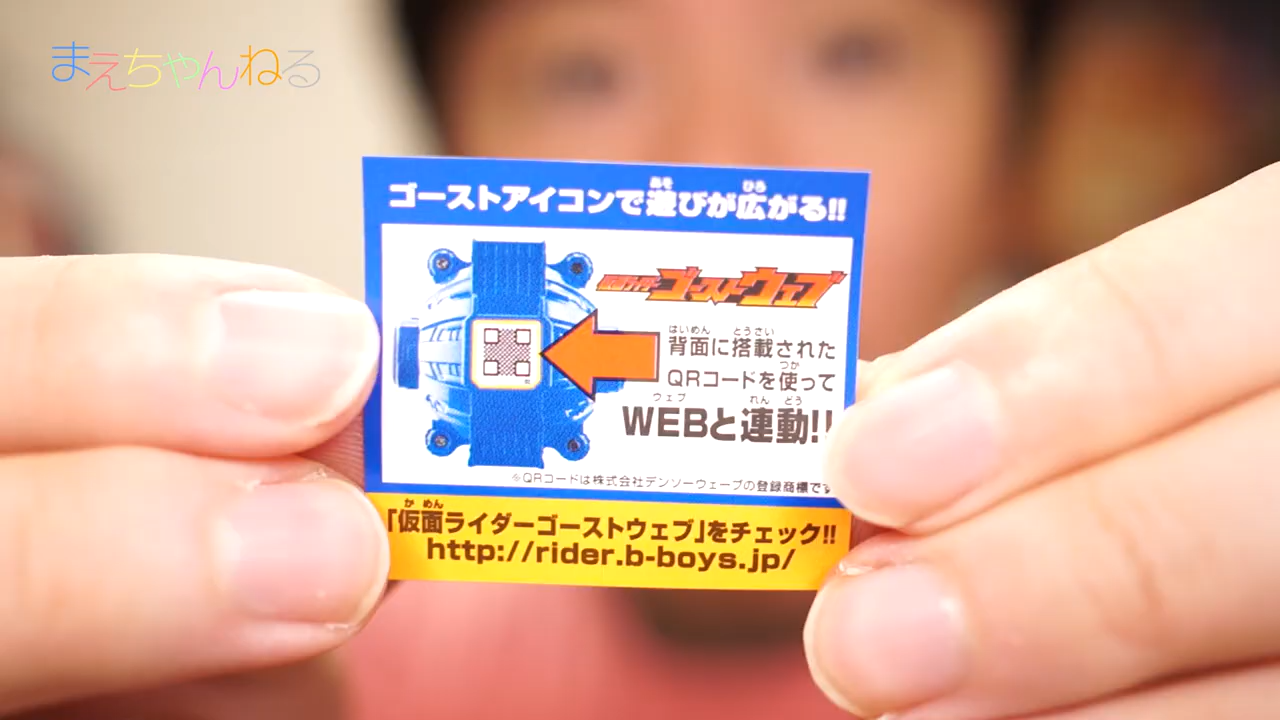 まえちゃんねる
ゴーストアイコンで遊びが広がる!!
仮面ライダーゴーストウェブ
背面に搭載された
QRコードを使って
WEBと連動!!
※QRコードは株式会社デンソーウェーブの登録商標です
「仮面ライダーゴーストウェブ」をチェック!!
http://rider.b-boys.jp/